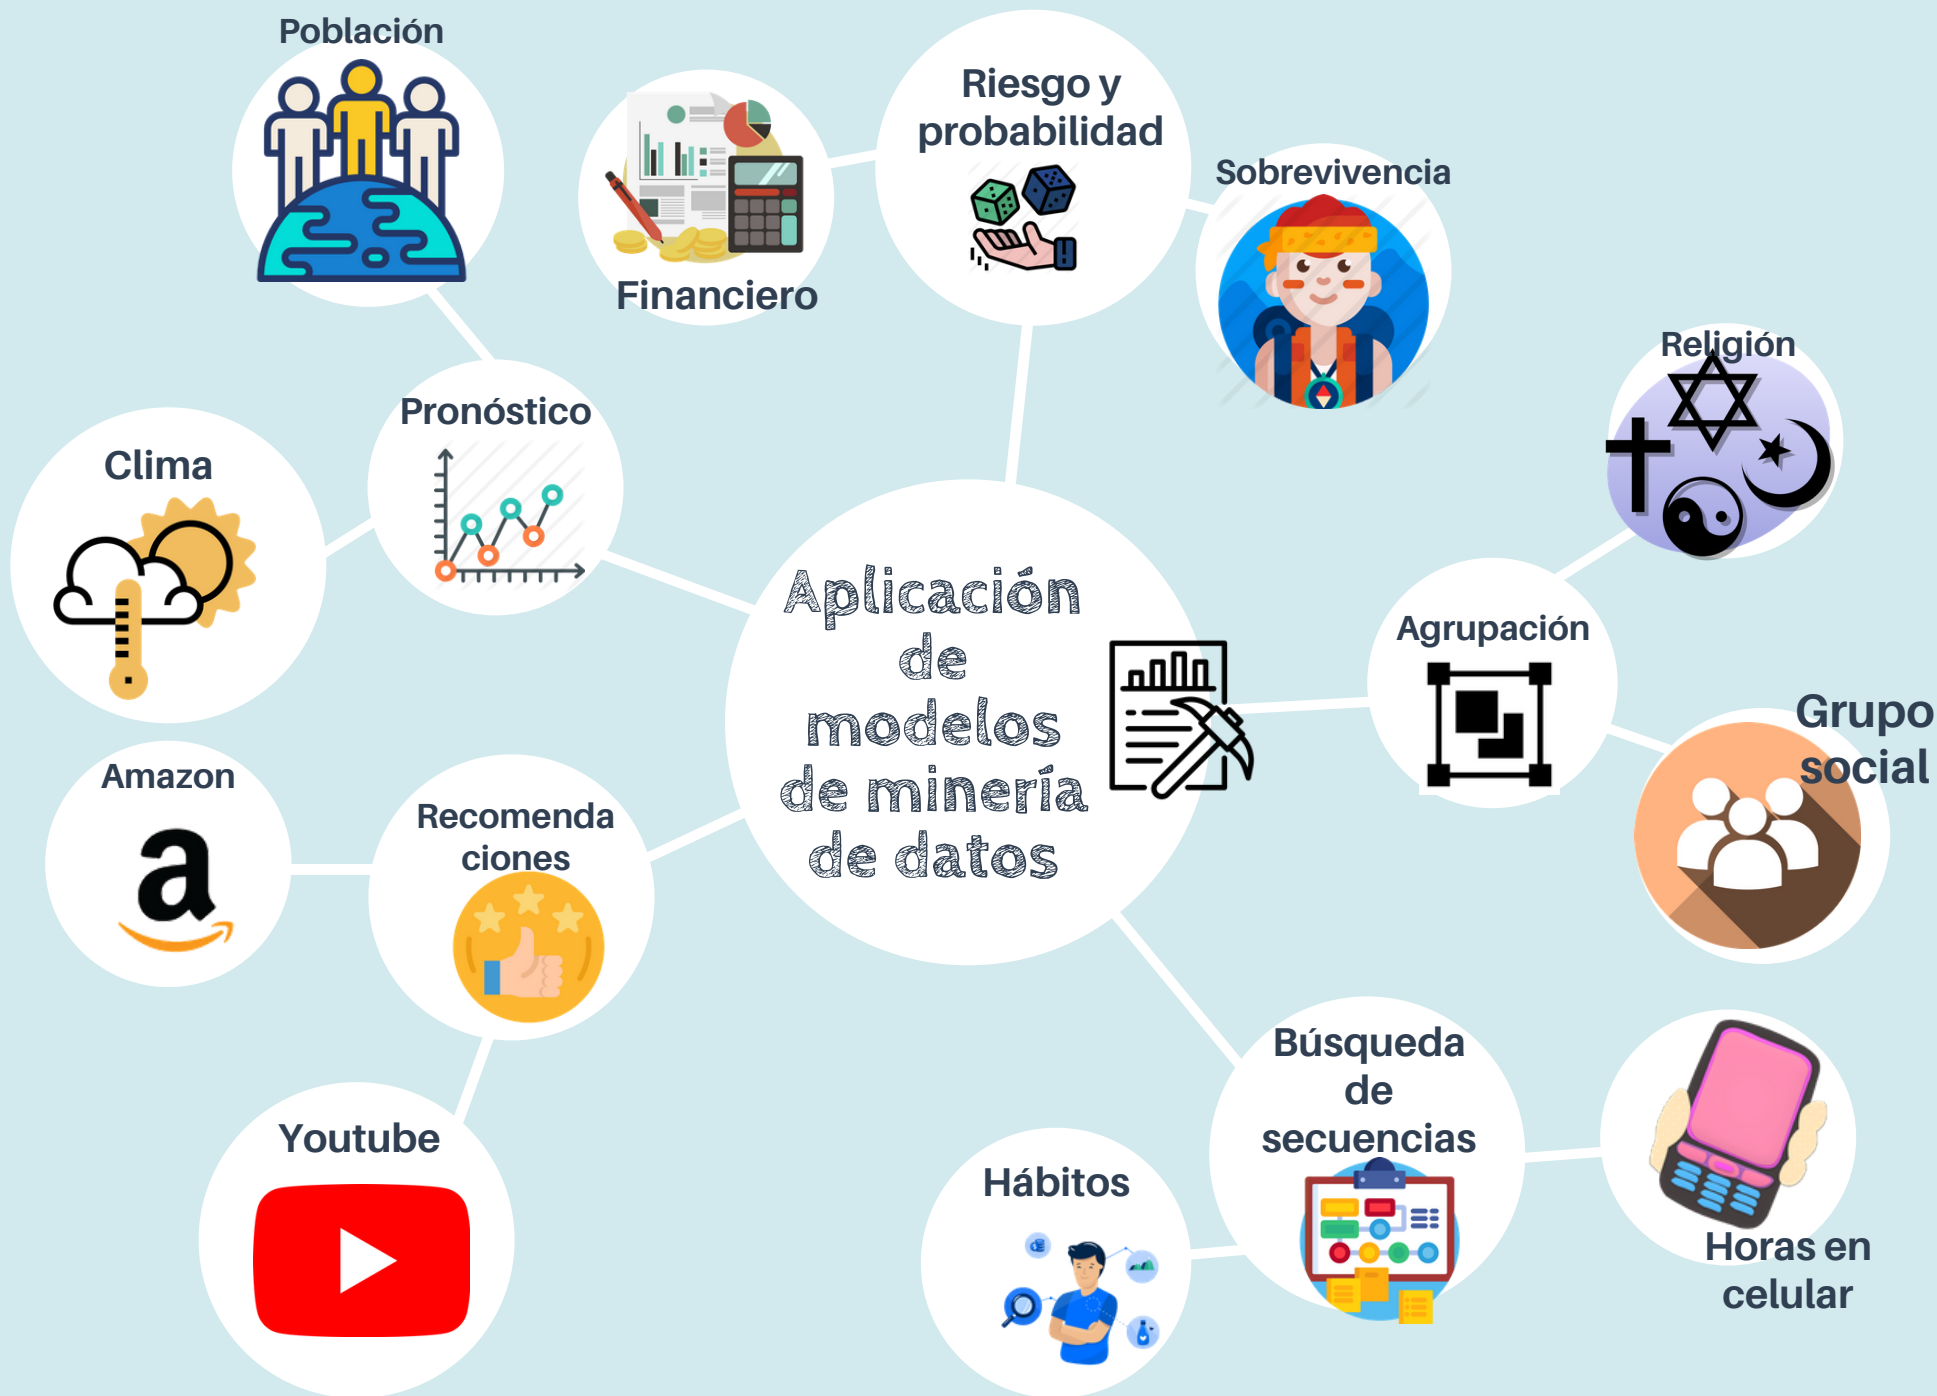 Población
Riesgo y
probabilidad
Sobrevivencia
Financiero
Religión
Pronóstico
Clima
Aplicación
de
modelos
de minería
de datos
Agrupación
Grupo
social
Amazon
a
Recomenda
ciones
Youtube
Búsqueda
de
secuencias
Hábitos
Horas en
celular